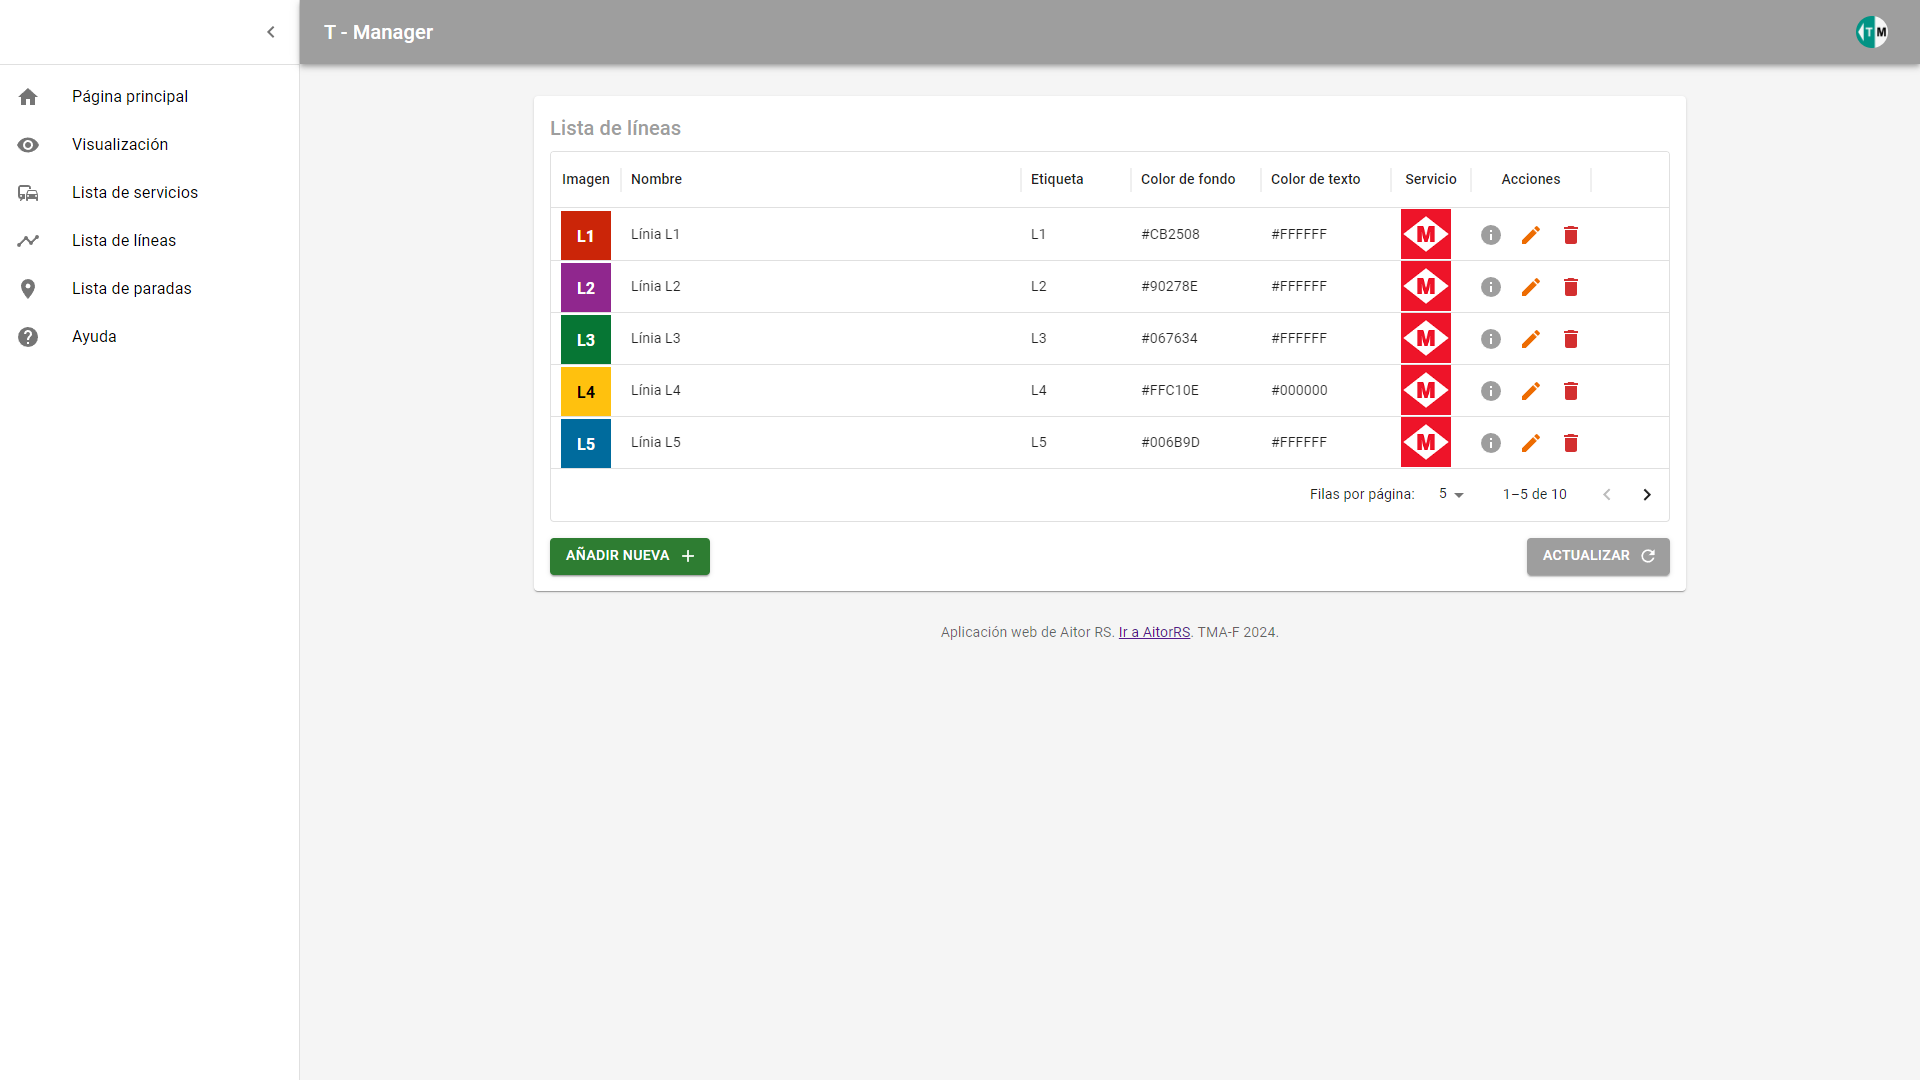 T - Manager
TM
Página principal
Visualización
Lista de servicios
Lista de líneas
Lista de paradas
Ayuda
Lista de líneas
Imagen Nombre Etiqueta Color de fondo Color de texto Servicio Acciones
L1 Línia L1 L1 #CB2508 #FFFFFF M
L2 Línia L2 L2 #90278E #FFFFFF M
L3 Línia L3 L3 #067634 #FFFFFF M
L4 Línia L4 L4 #FFC10E #000000 M
L5 Línia L5 L5 #006B9D #FFFFFF M
Filas por página: 5 1–5 de 10
AÑADIR NUEVA ACTUALIZAR
Aplicación web de Aitor RS. Ir a AitorRS. TMA-F 2024.